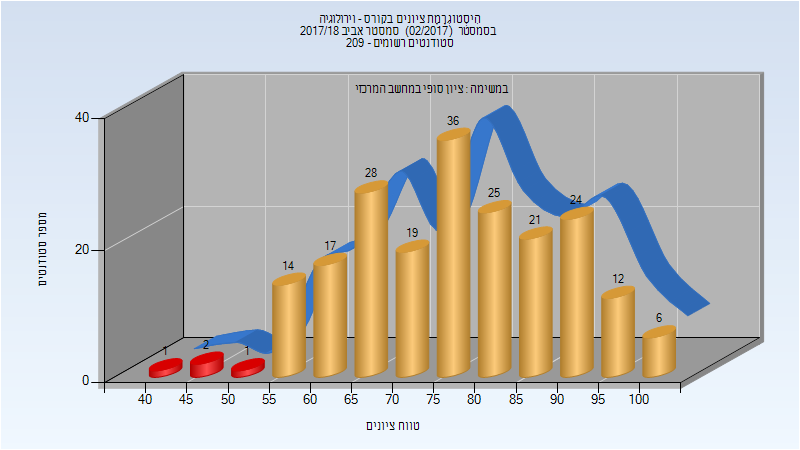 היסטוגרמת ציונים בקורס - וירולוגיה
בסמסטר (02/2017) סמסטר אביב 2017/18
סטודנטים רשומים - 209
במשימה : ציון סופי במחשב המרכזי
מספר סטודנטים
40
20
0
1
2
1
14
17
28
19
36
25
21
24
12
6
40 45 50 55 60 65 70 75 80 85 90 95 100
טווח ציונים